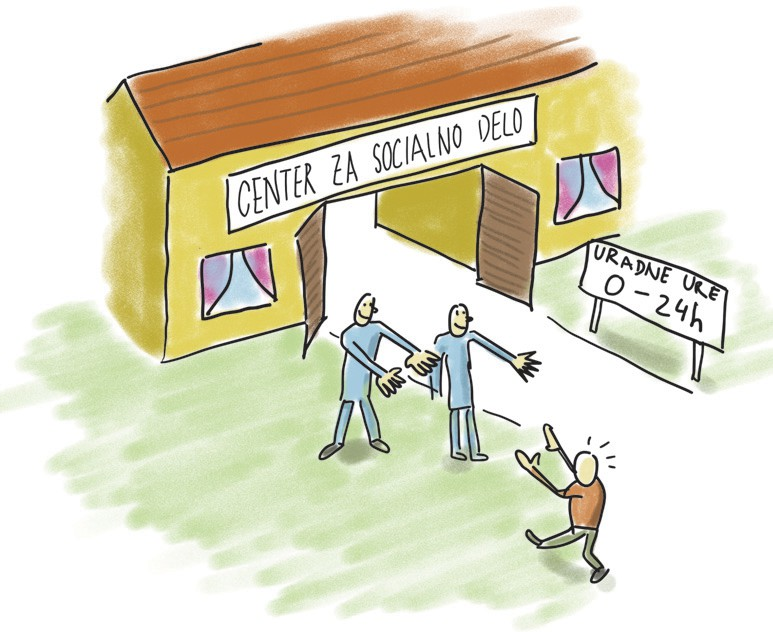 CENTER ZA SOCIALNO DELO
URADNE URE
0-24h